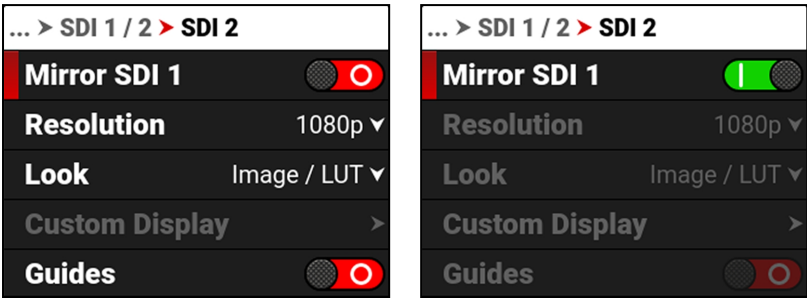 ... > SDI 1 / 2 > SDI 2
Mirror SDI 1
Resolution 1080p
Look Image / LUT
Custom Display
Guides
... > SDI 1 / 2 > SDI 2
Mirror SDI 1
Resolution 1080p
Look Image / LUT
Custom Display
Guides